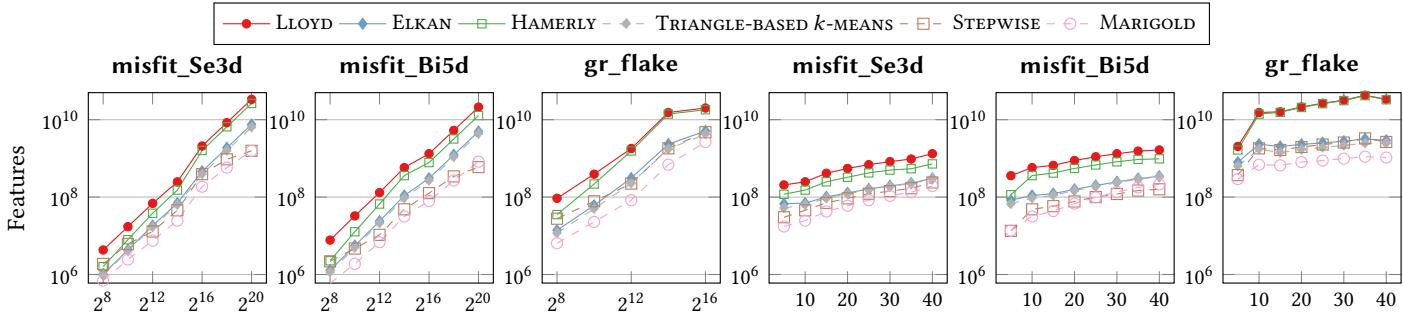 LLOYD ELKAN HAMERLY TRIANGLE-BASED k-MEANS STEPWISE MARIGOLD
misfit_Se3d misfit_Bi5d gr_flake misfit_Se3d misfit_Bi5d gr_flake
10^10 10^10 10^10 10^10 10^10 10^10
10^8 10^8 10^8 10^8 10^8 10^8
10^6 10^6 10^6 10^6 10^6 10^6
Features
2^8 2^12 2^16 2^20 2^8 2^12 2^16 2^20 2^8 2^12 2^16 10 20 30 40 10 20 30 40 10 20 30 40